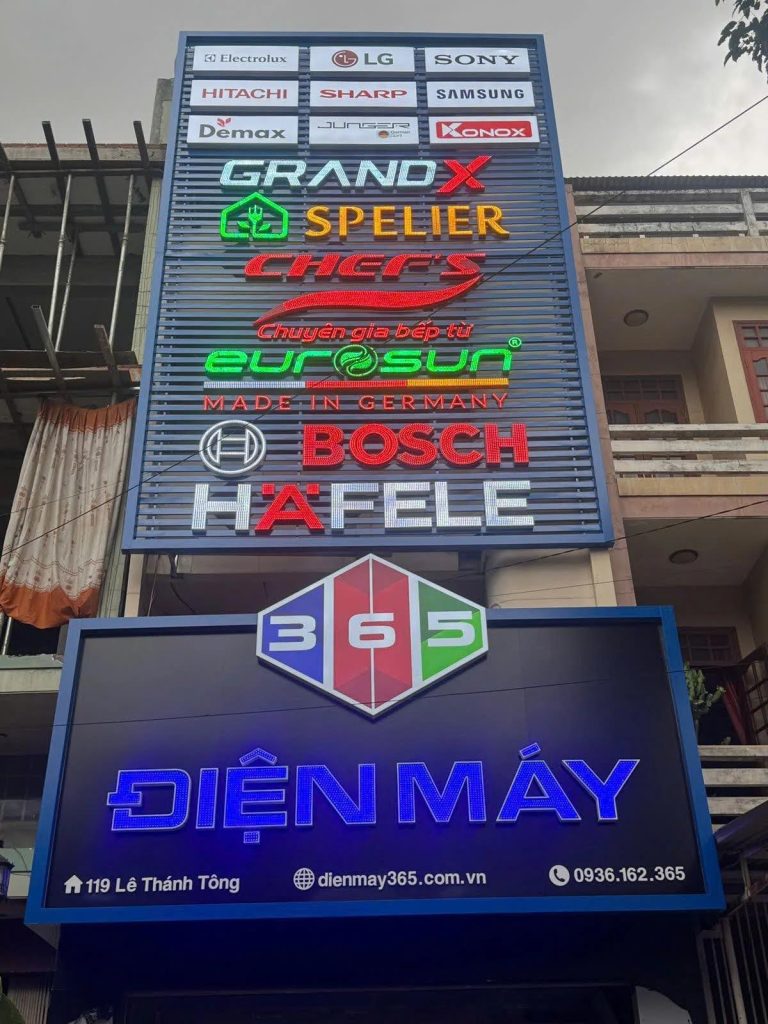 Electrolux LG SONY
HITACHI SHARP SAMSUNG
Demax JUNGER KONOX
GRANDX
SPELIER
CHEF'S
Chuyên gia bếp từ
eurosun®
MADE IN GERMANY
BOSCH
HÄFELE
365
ĐIỆN MÁY
119 Lê Thánh Tông dienmay365.com.vn 0936.162.365